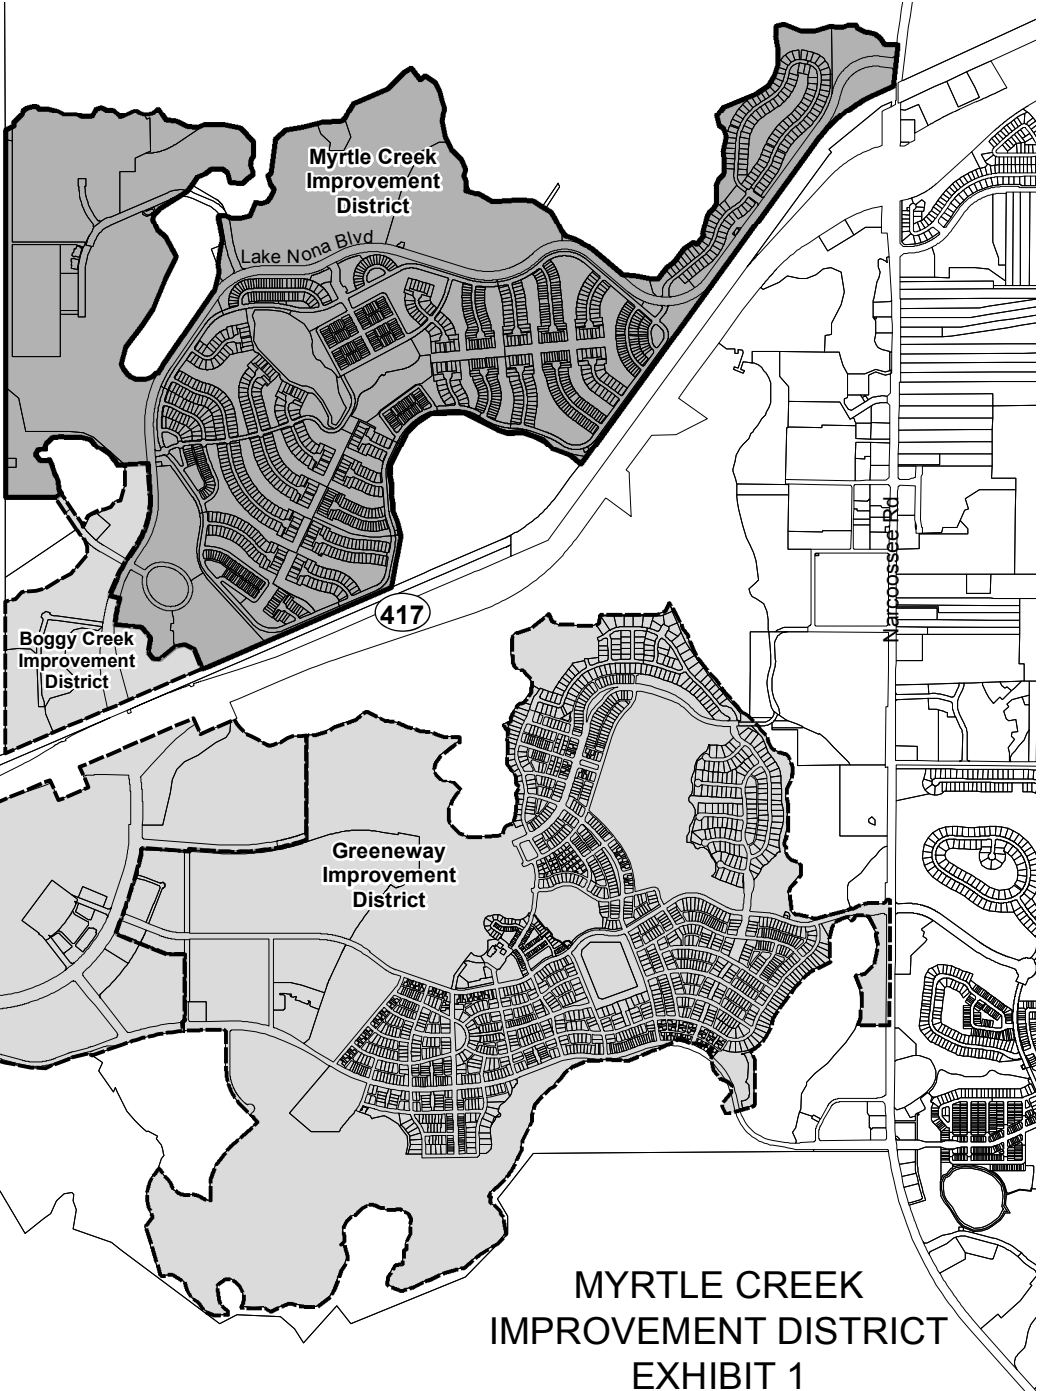 Myrtle Creek
Improvement
District
Lake Nona Blvd
Narcoossee Rd
417
Boggy Creek
Improvement
District
Greeneway
Improvement
District
MYRTLE CREEK
IMPROVEMENT DISTRICT
EXHIBIT 1